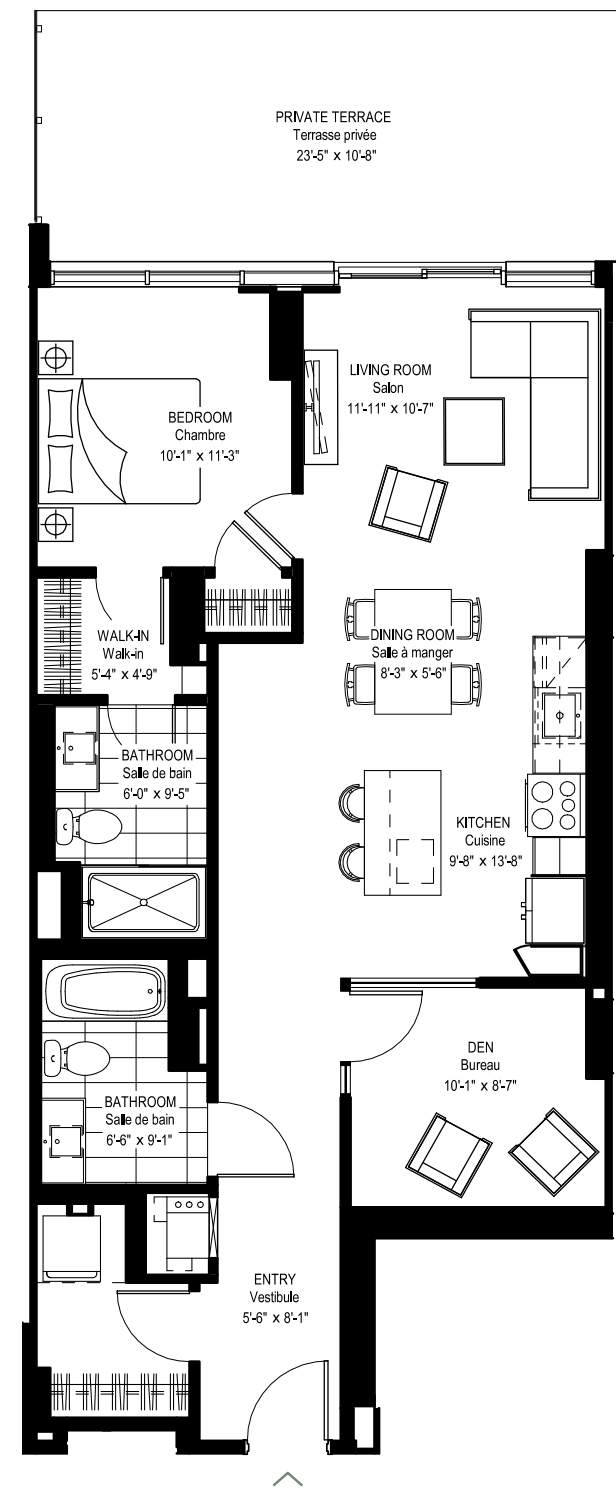 PRIVATE TERRACE
Terrasse privée
23'-5" x 10'-8"
LIVING ROOM
Salon
11'-11" x 10'-7"
BEDROOM
Chambre
10'-1" x 11'-3"
WALK-IN
Walk-in
5'-4" x 4'-9"
DINING ROOM
Salle à manger
8'-3" x 5'-6"
BATHROOM
Salle de bain
6'-0" x 9'-5"
KITCHEN
Cuisine
9'-8" x 13'-8"
DEN
Bureau
10'-1" x 8'-7"
BATHROOM
Salle de bain
6'-6" x 9'-1"
ENTRY
Vestibule
5'-6" x 8'-1"